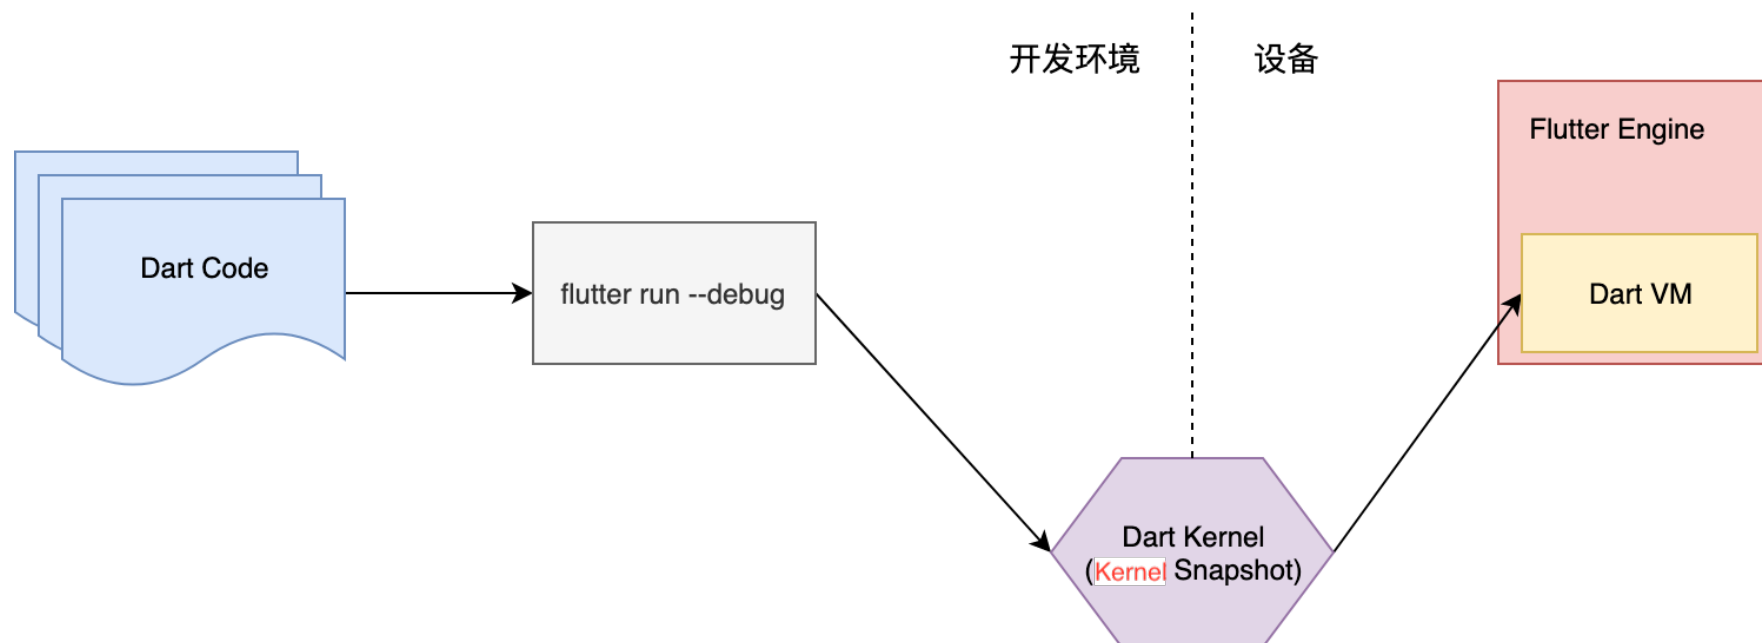 开发环境
设备
Flutter Engine
Dart Code
flutter run --debug
Dart VM
Dart Kernel
(Kernel Snapshot)